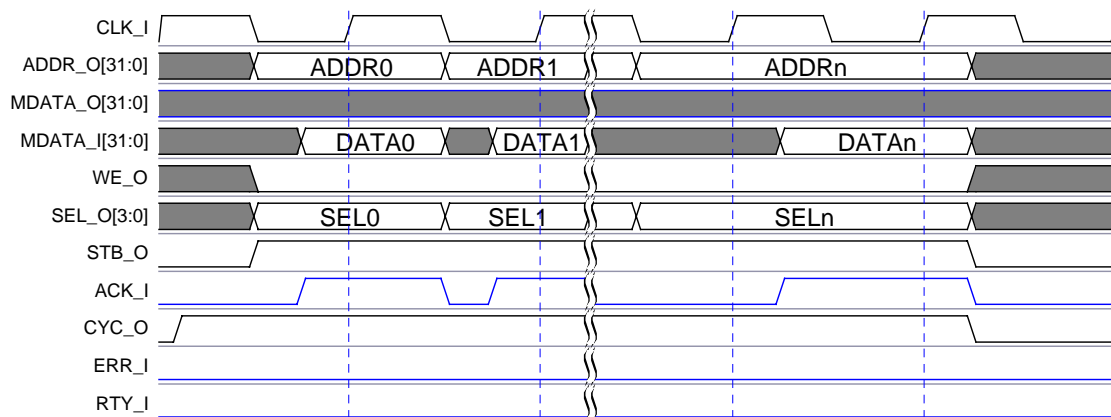 CLK_I
ADDR_O[31:0] ADDR0 ADDR1 ADDRn
MDATA_O[31:0]
MDATA_I[31:0] DATA0 DATA1 DATAn
WE_O
SEL_O[3:0] SEL0 SEL1 SELn
STB_O
ACK_I
CYC_O
ERR_I
RTY_I